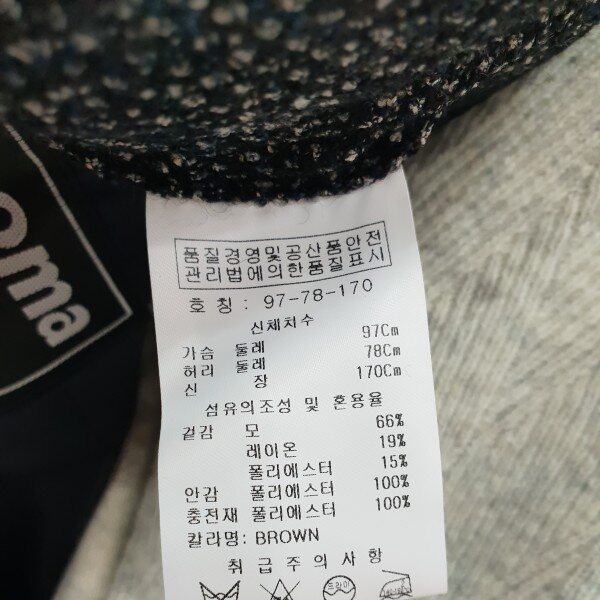 oma
품질경영및공산품안전
관리법에의한품질표시
호 칭 : 97-78-170
신체치수
가슴 둘레 97Cm
허리 둘레 78Cm
신 장 170Cm
섬유의조성 및 혼용율
겉감 모 66%
레이온 19%
폴리에스터 15%
안감 폴리에스터 100%
충전재 폴리에스터 100%
칼라명: BROWN
취 급 주 의 사 항
드라이